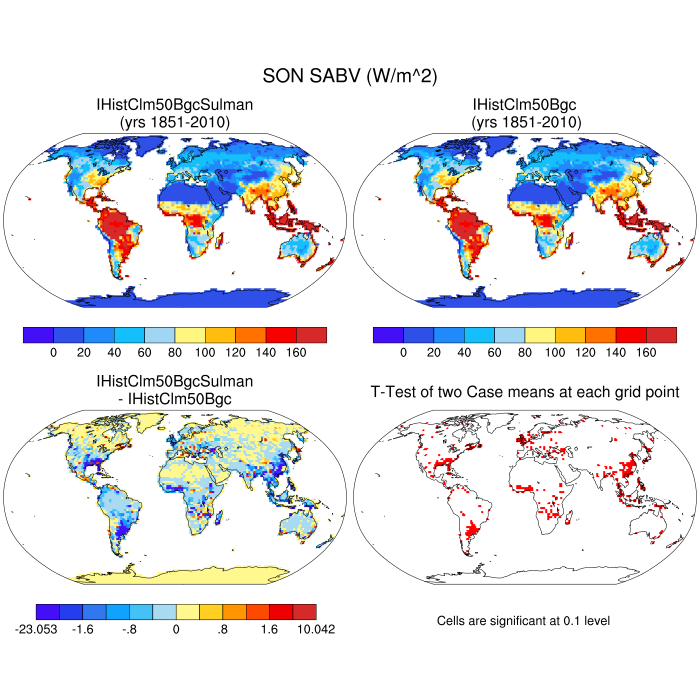 SON SABV (W/m^2)
IHistClm50BgcSulman
(yrs 1851-2010)
IHistClm50Bgc
(yrs 1851-2010)
0 20 40 60 80 100 120 140 160
0 20 40 60 80 100 120 140 160
IHistClm50BgcSulman
- IHistClm50Bgc
T-Test of two Case means at each grid point
-23.053 -1.6 -.8 0 .8 1.6 10.042
Cells are significant at 0.1 level